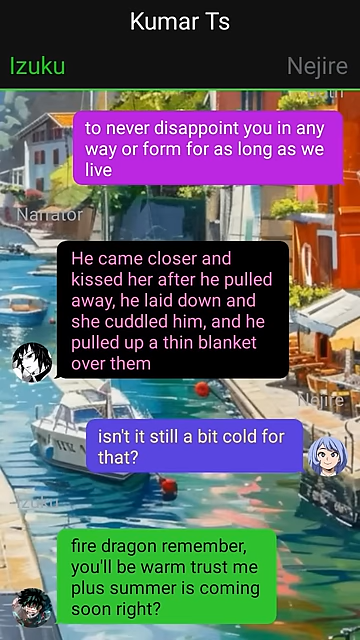 Kumar Ts
Izuku
Nejire
to never disappoint you in any
way or form for as long as we
live
Narrator
He came closer and
kissed her after he pulled
away, he laid down and
she cuddled him, and he
pulled up a thin blanket
over them
Nejire
isn't it still a bit cold for
that?
Izuku
fire dragon remember,
you'll be warm trust me
plus summer is coming
soon right?